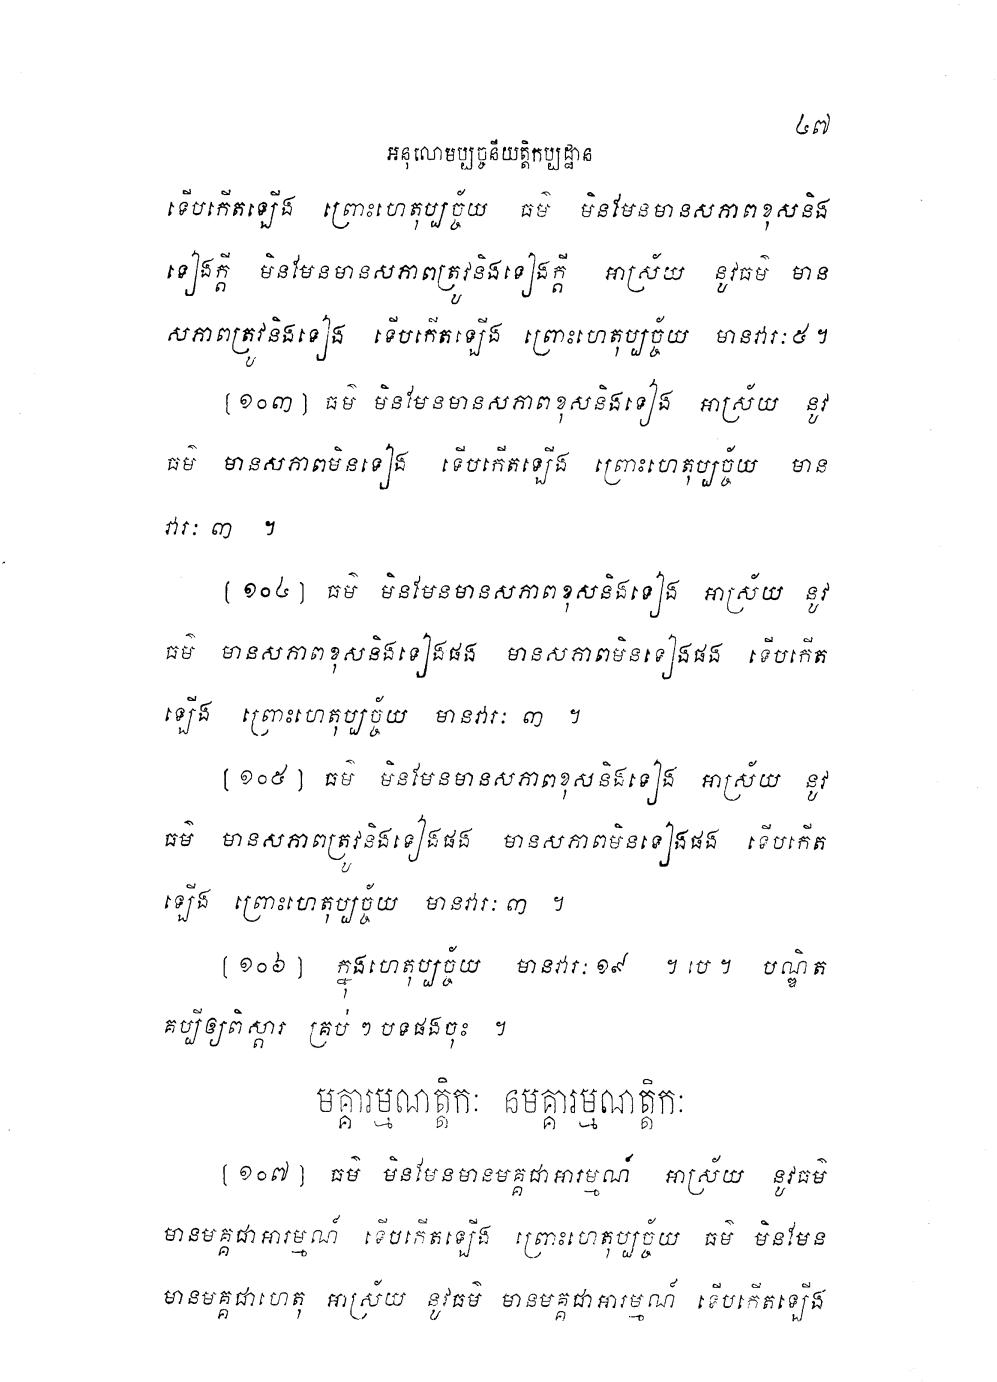 ៤៧
អនុលោមប្បច្ចនីយត្តិកប្បដ្ឋាន
ទើបកើតឡើង ព្រោះហេតុប្បច្ច័យ ធម៌ មិនមែនមានសភាពខុសនិង
ទៀងក្តី មិនមែនមានសភាពត្រូវនិងទៀងក្តី អាស្រ័យ នូវធម៌ មាន
សភាពត្រូវនិងទៀង ទើបកើតឡើង ព្រោះហេតុប្បច្ច័យ មានវារៈ៥។
[១០៣] ធម៌ មិនមែនមានសភាពខុសនិងទៀង អាស្រ័យ នូវ
ធម៌ មានសភាពមិនទៀង ទើបកើតឡើង ព្រោះហេតុប្បច្ច័យ មាន
វារៈ ៣ ។
[១០៤] ធម៌ មិនមែនមានសភាពខុសនិងទៀង អាស្រ័យ នូវ
ធម៌ មានសភាពខុសនិងទៀងផង មានសភាពមិនទៀងផង ទើបកើត
ឡើង ព្រោះហេតុប្បច្ច័យ មានវារៈ ៣ ។
[១០៥] ធម៌ មិនមែនមានសភាពខុសនិងទៀង អាស្រ័យ នូវ
ធម៌ មានសភាពត្រូវនិងទៀងផង មានសភាពមិនទៀងផង ទើបកើត
ឡើង ព្រោះហេតុប្បច្ច័យ មានវារៈ ៣ ។
[១០៦] ក្នុងហេតុប្បច្ច័យ មានវារៈ ១៩ ។ បេ ។ បណ្ឌិត
គប្បីឲ្យពិស្តារ គ្រប់ៗបទផងចុះ ។
មគ្គារម្មណត្តិកៈ នមគ្គារម្មណត្តិកៈ
[១០៧] ធម៌ មិនមែនមានមគ្គជាអារម្មណ៍ អាស្រ័យ នូវធម៌
មានមគ្គជាអារម្មណ៍ ទើបកើតឡើង ព្រោះហេតុប្បច្ច័យ ធម៌ មិនមែន
មានមគ្គជាហេតុ អាស្រ័យ នូវធម៌ មានមគ្គជាអារម្មណ៍ ទើបកើតឡើង